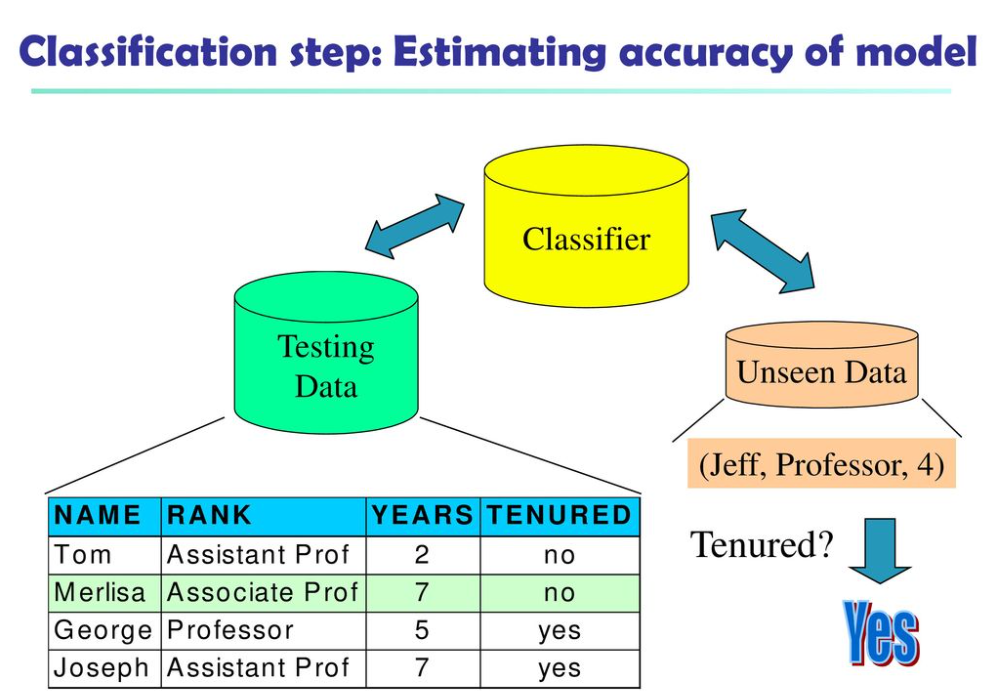 Classification step: Estimating accuracy of model
Classifier
Testing
Data
Unseen Data
(Jeff, Professor, 4)
NAME RANK YEARS TENURED
Tom Assistant Prof 2 no
Merlisa Associate Prof 7 no
George Professor 5 yes
Joseph Assistant Prof 7 yes
Tenured?
Yes